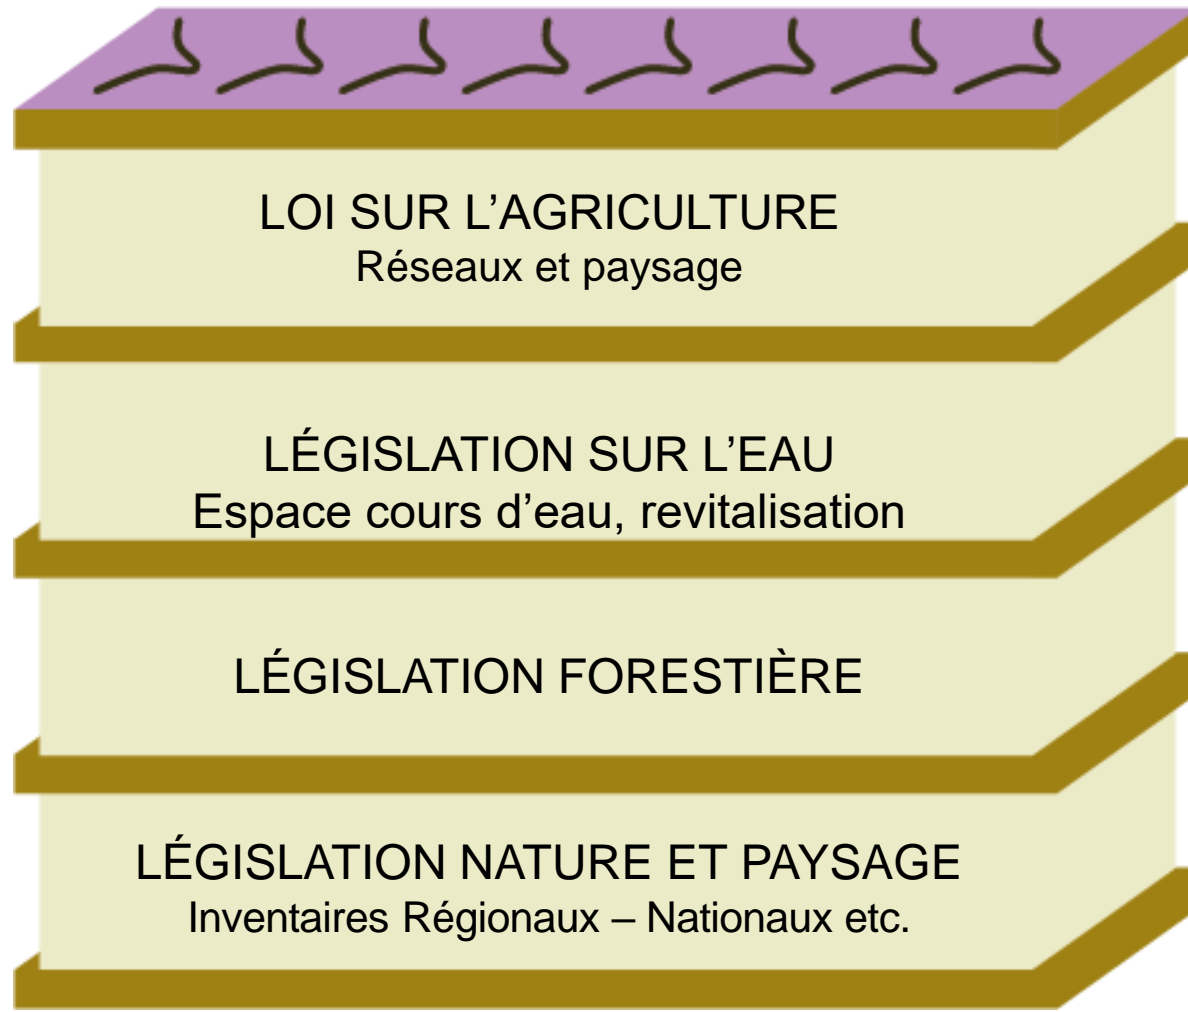 LOI SUR L’AGRICULTURE
Réseaux et paysage
LÉGISLATION SUR L’EAU
Espace cours d’eau, revitalisation
LÉGISLATION FORESTIÈRE
LÉGISLATION NATURE ET PAYSAGE
Inventaires Régionaux – Nationaux etc.